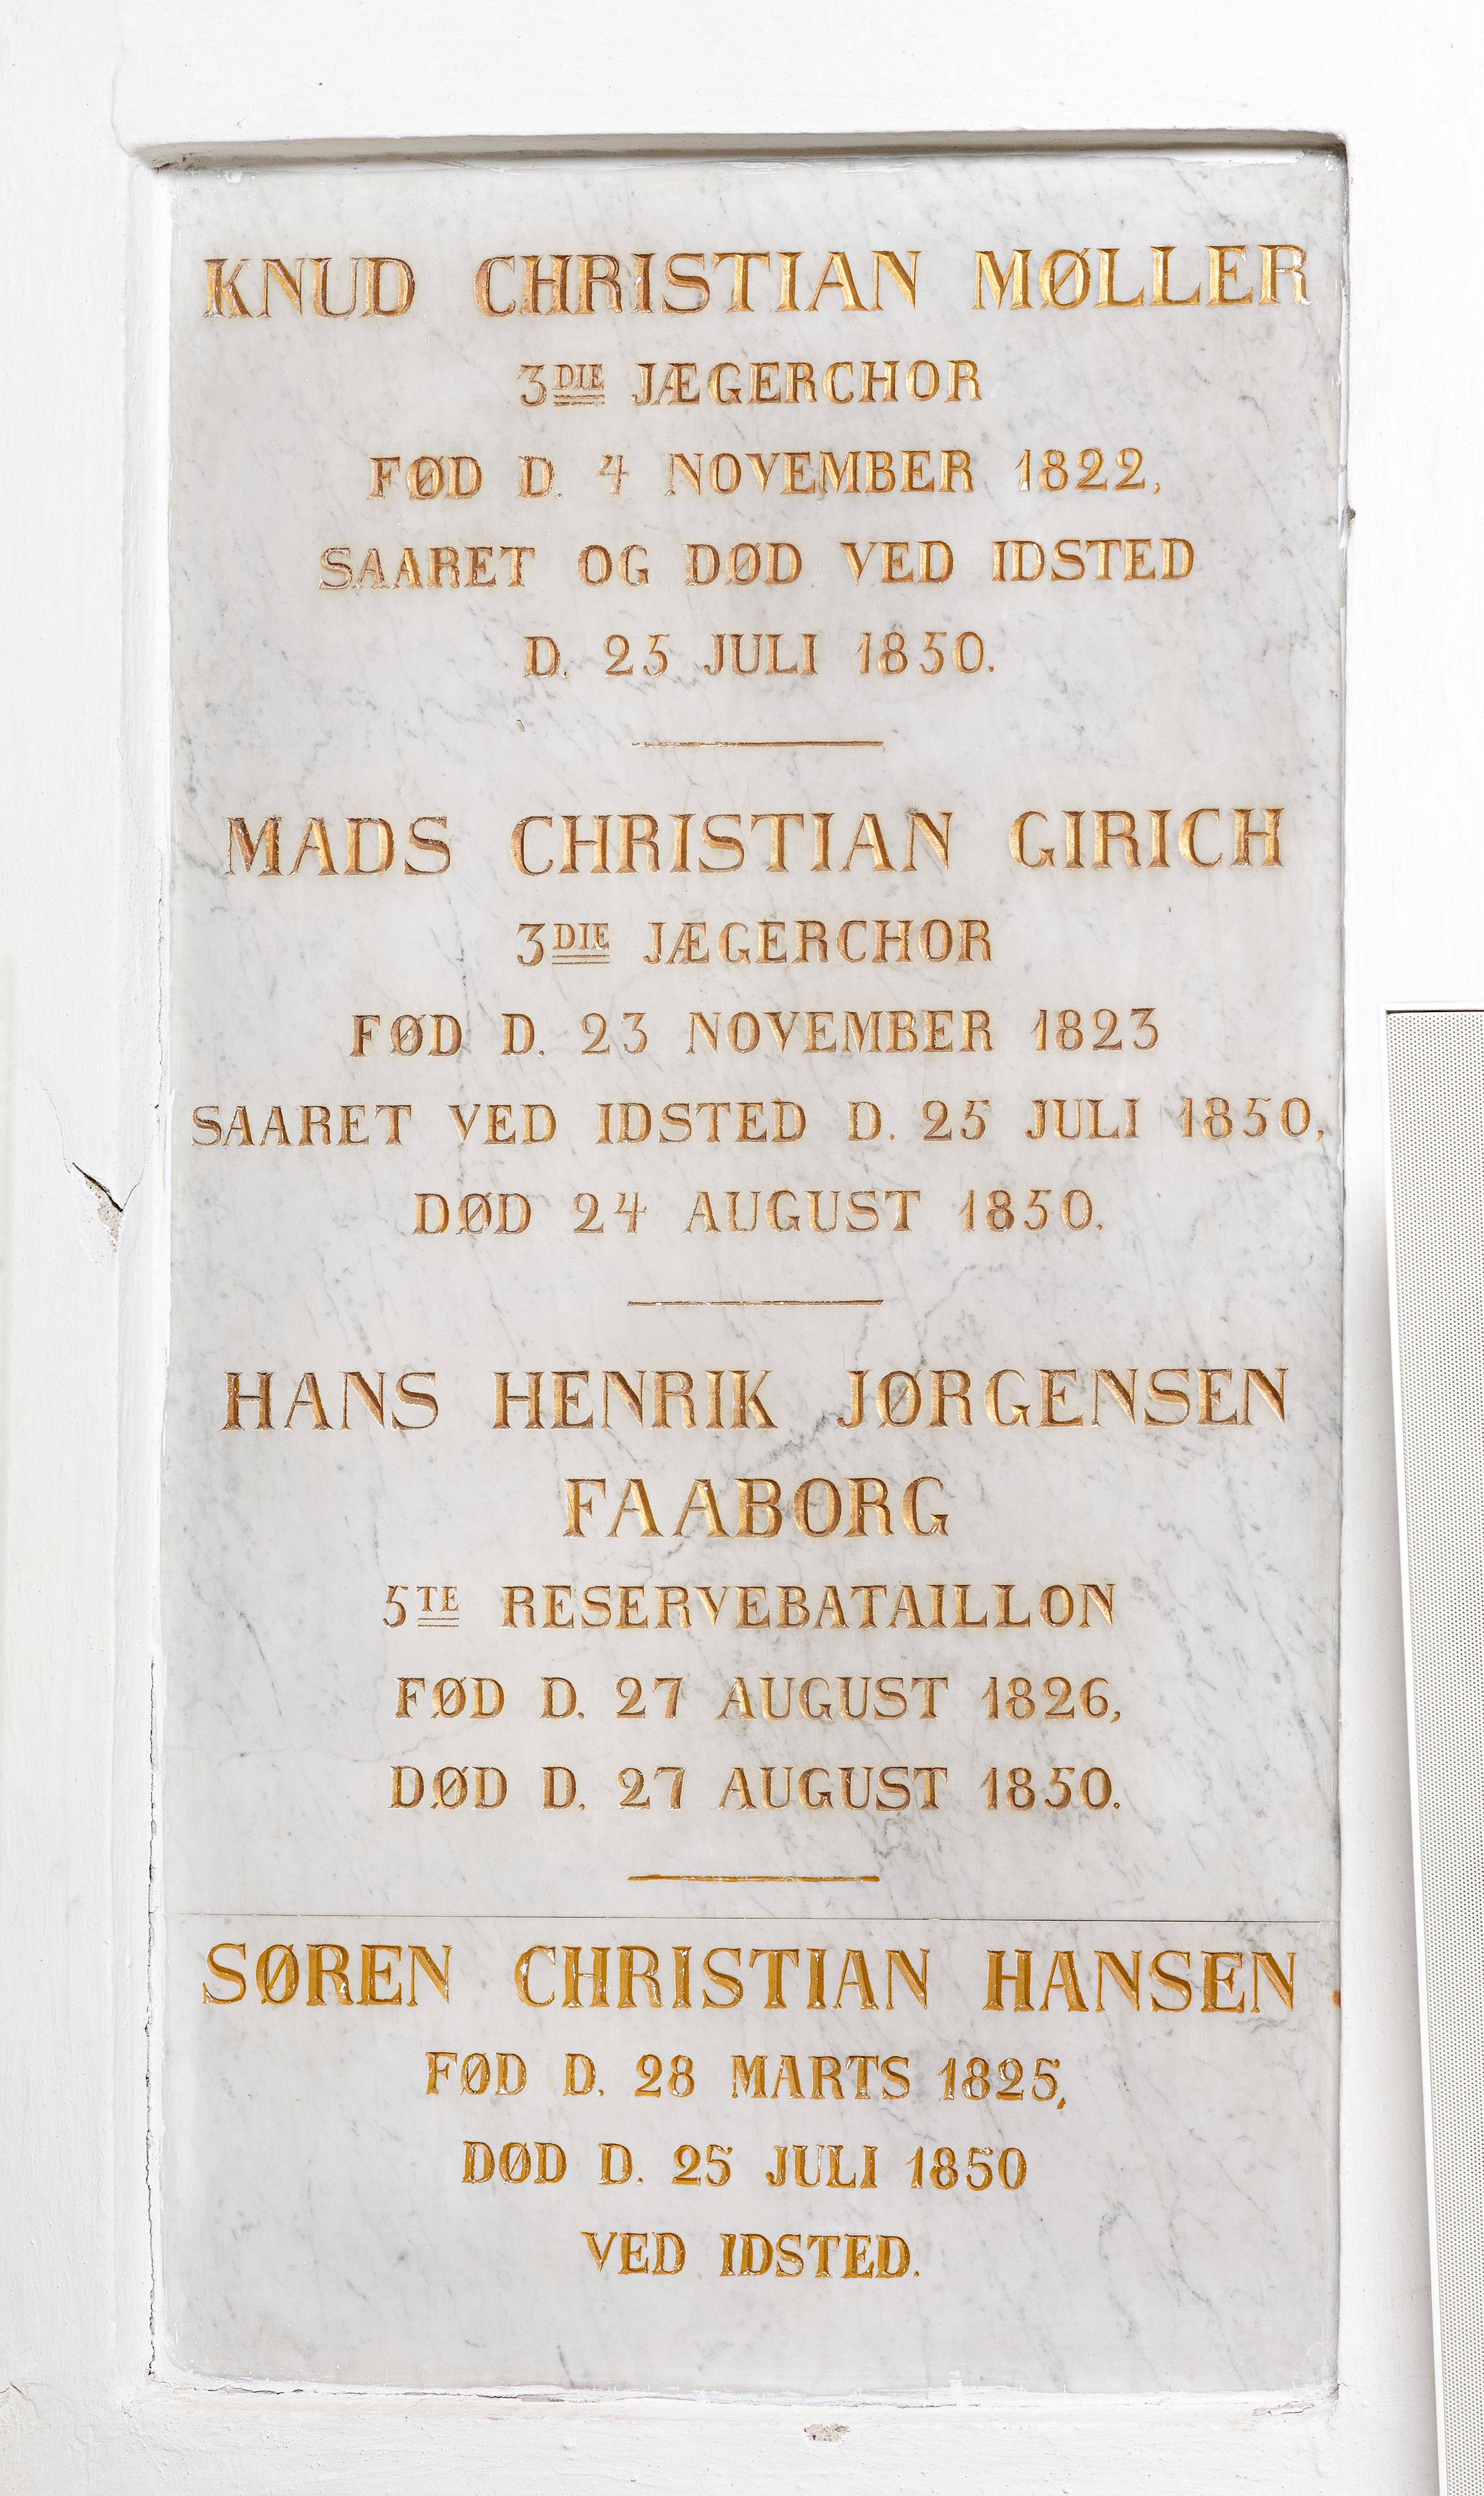 KNUD CHRISTIAN MØLLER
3DIE JÆGERCHOR
FØD D. 4 NOVEMBER 1822,
SAARET OG DØD VED IDSTED
D. 25 JULI 1850.
MADS CHRISTIAN GIRICH
3DIE JÆGERCHOR
FØD D. 23 NOVEMBER 1823
SAARET VED IDSTED D. 25 JULI 1850,
DØD 24 AUGUST 1850.
HANS HENRIK JØRGENSEN
FAABORG
5TE RESERVEBATAILLON
FØD D. 27 AUGUST 1826,
DØD D. 27 AUGUST 1850.
SØREN CHRISTIAN HANSEN
FØD D. 28 MARTS 1825,
DØD D. 25 JULI 1850
VED IDSTED.